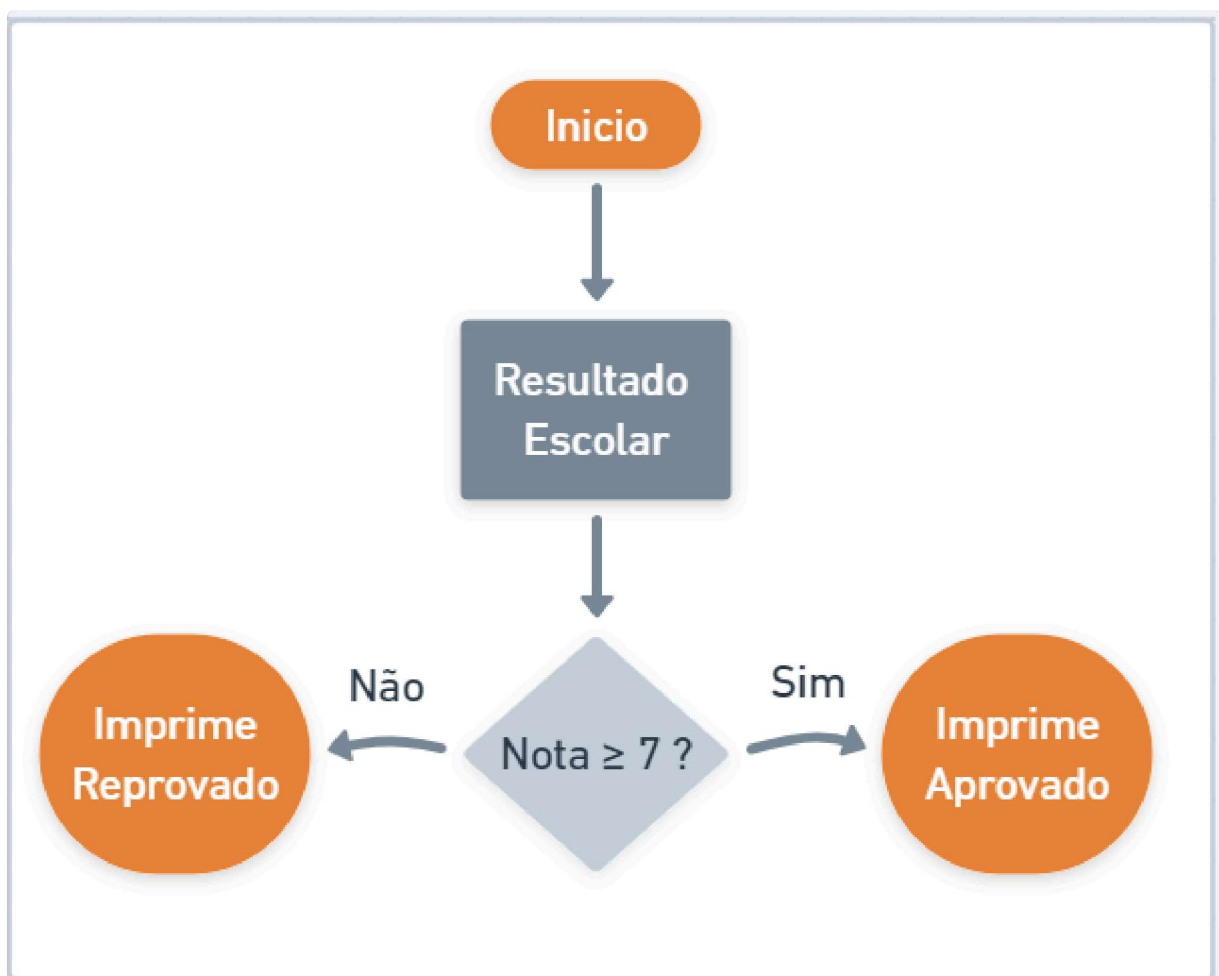 Inicio
Resultado
Escolar
Não
Sim
Imprime
Reprovado
Nota ≥ 7 ?
Imprime
Aprovado